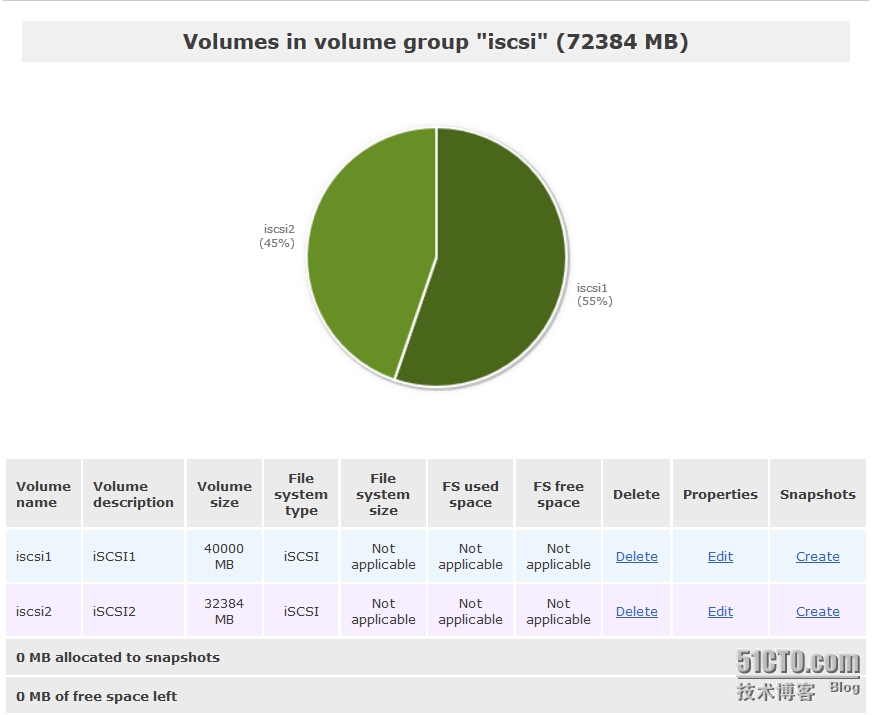 Volumes in volume group "iscsi" (72384 MB)
iscsi2
(45%)
iscsi1
(55%)
Volume name	Volume description	Volume size	File system type	File system size	FS used space	FS free space	Delete	Properties	Snapshots
iscsi1	iSCSI1	40000 MB	iSCSI	Not applicable	Not applicable	Not applicable	Delete	Edit	Create
iscsi2	iSCSI2	32384 MB	iSCSI	Not applicable	Not applicable	Not applicable	Delete	Edit	Create
0 MB allocated to snapshots
0 MB of free space left
51CTO.com
技术博客 Blog